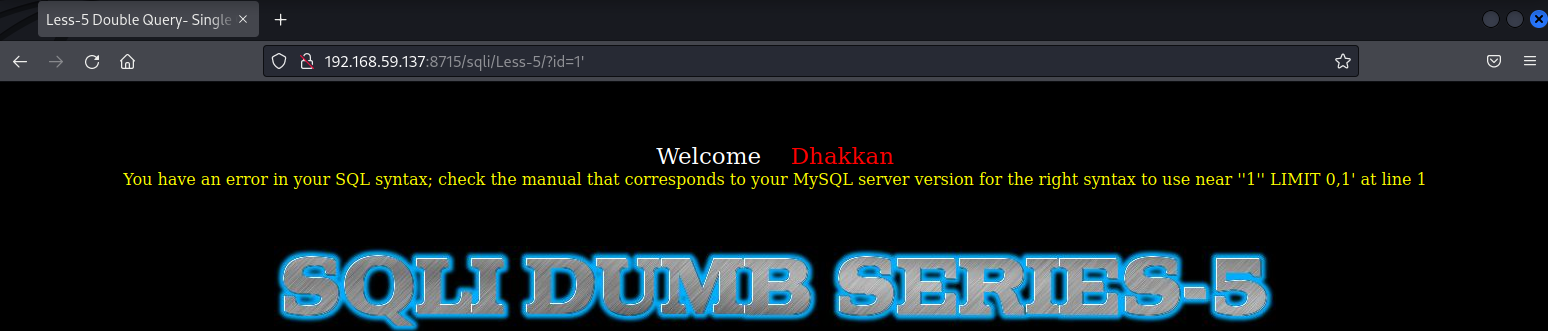 Less-5 Double Query- Single
192.168.59.137:8715/sqli/Less-5/?id=1'
Welcome Dhakkan
You have an error in your SQL syntax; check the manual that corresponds to your MySQL server version for the right syntax to use near ''1'' LIMIT 0,1' at line 1
SQLI DUMB SERIES-5